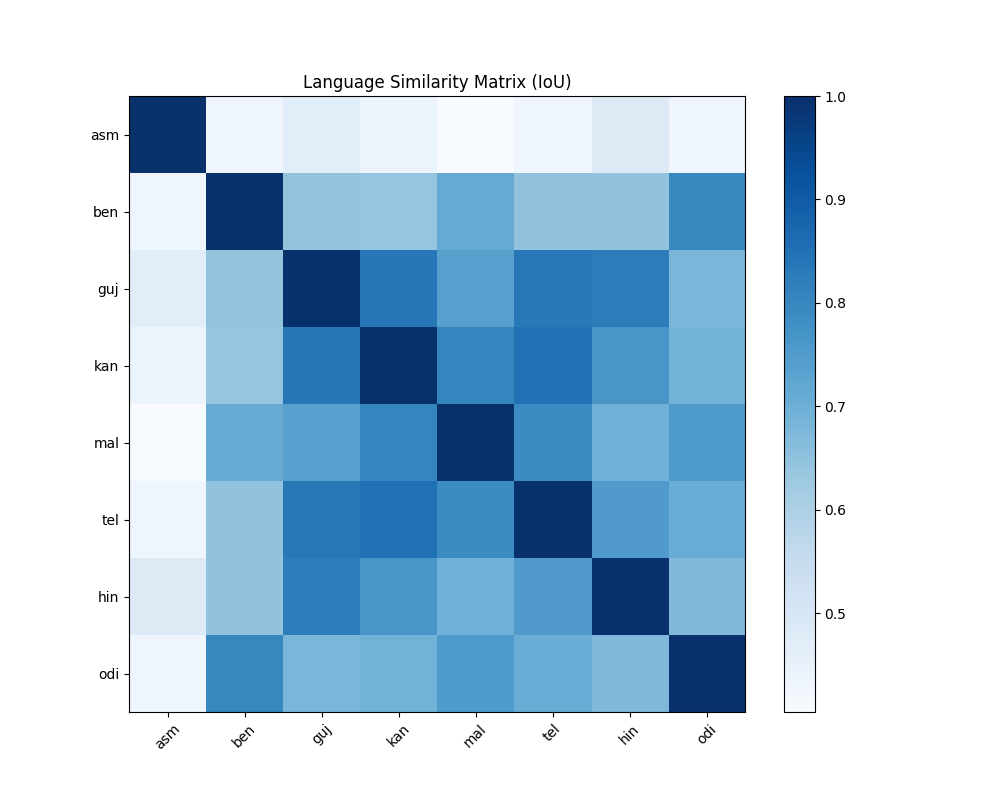 Language Similarity Matrix (IoU)
asm
ben
guj
kan
mal
tel
hin
odi
asm ben guj kan mal tel hin odi
1.0
0.9
0.8
0.7
0.6
0.5